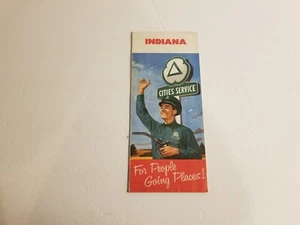 INDIANA
CITIES SERVICE
For People
Going Places!